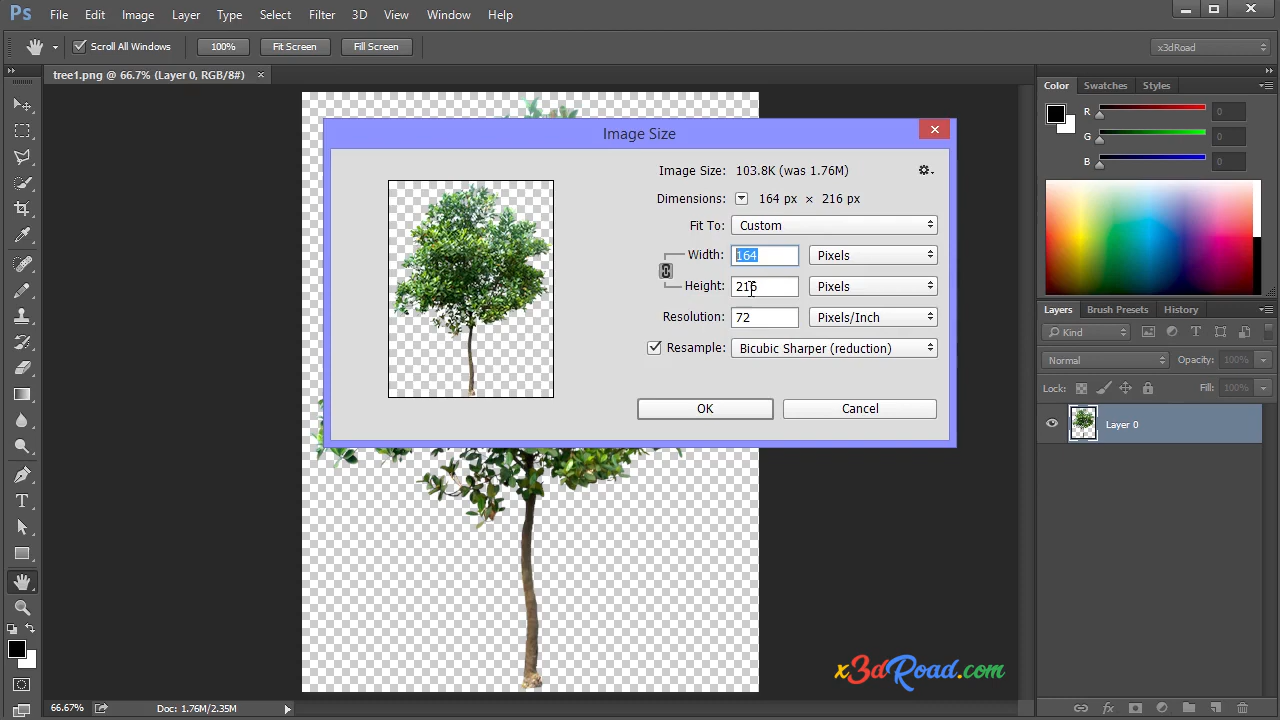 Ps File Edit Image Layer Type Select Filter 3D View Window Help
Scroll All Windows 100% Fit Screen Fill Screen x3dRoad
tree1.png @ 66.7% (Layer 0, RGB/8#) ×
Color Swatches Styles
R 0
G 0
B 0
Image Size
Image Size: 103.8K (was 1.76M)
Dimensions: 164 px × 216 px
Fit To: Custom
Width: 164 Pixels
Height: 216 Pixels
Resolution: 72 Pixels/Inch
Resample: Bicubic Sharper (reduction)
OK Cancel
Layers Brush Presets History
Kind
Normal Opacity: 100%
Lock: Fill: 100%
Layer 0
x3dRoad.com
66.67% Doc: 1.76M/2.35M